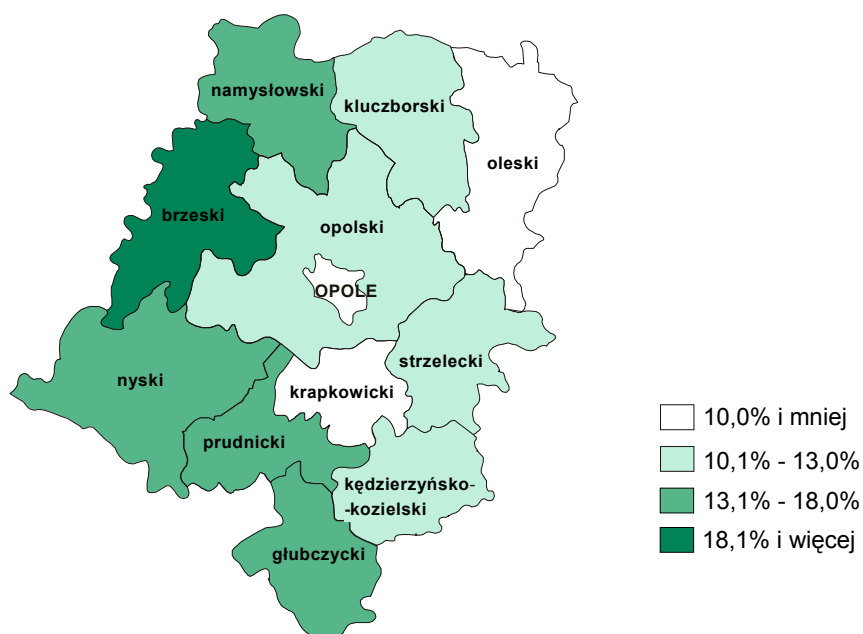 namysłowski
kluczborski
oleski
brzeski
opolski
OPOLE
strzelecki
nyski
krapkowicki
prudnicki
kędzierzyńsko-
-kozielski
głubczycki
10,0% i mniej
10,1% - 13,0%
13,1% - 18,0%
18,1% i więcej